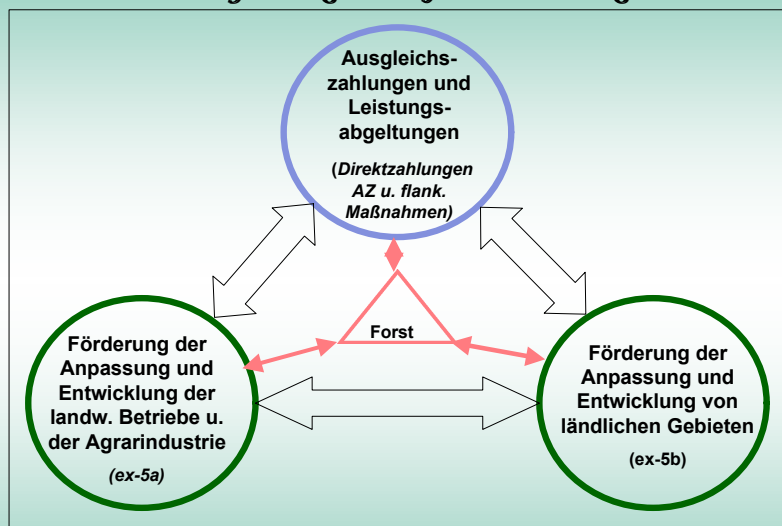 Ausgleichs-
zahlungen und
Leistungs-
abgeltungen
(Direktzahlungen
AZ u. flank.
Maßnahmen)
Forst
Förderung der
Anpassung und
Entwicklung der
landw. Betriebe u.
der Agrarindustrie
(ex-5a)
Förderung der
Anpassung und
Entwicklung von
ländlichen Gebieten
(ex-5b)